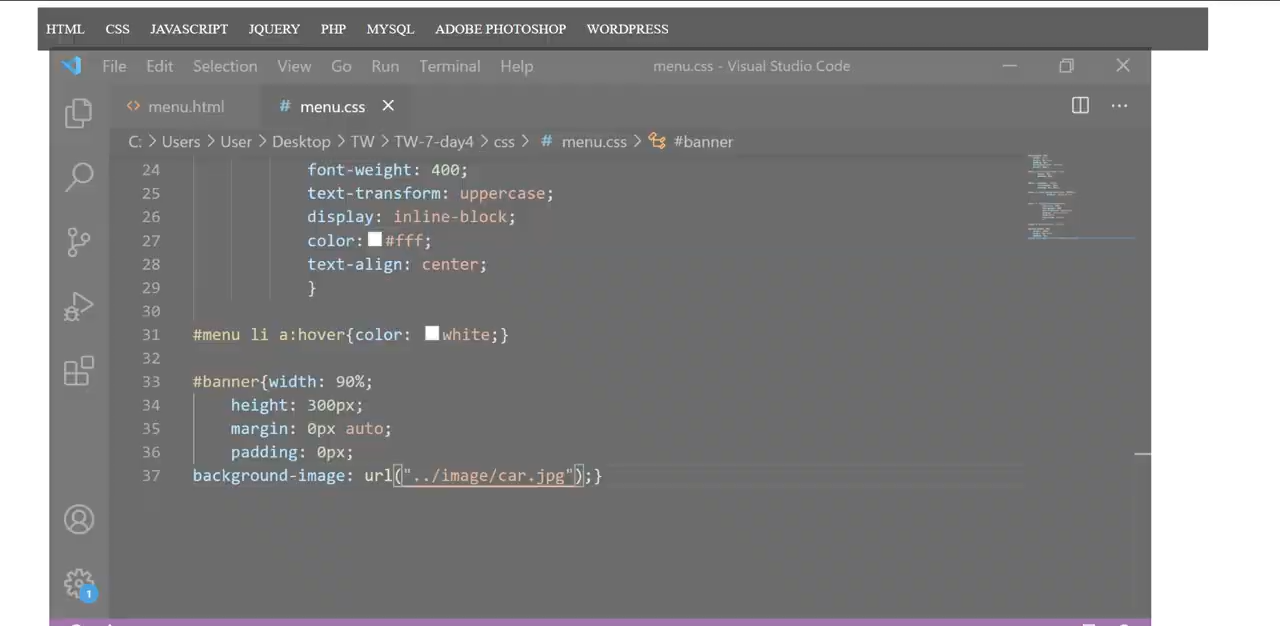 HTML CSS JAVASCRIPT JQUERY PHP MYSQL ADOBE PHOTOSHOP WORDPRESS
File Edit Selection View Go Run Terminal Help menu.css - Visual Studio Code
<> menu.html # menu.css
C: > Users > User > Desktop > TW > TW-7-day4 > css > # menu.css > #banner
24 font-weight: 400;
25 text-transform: uppercase;
26 display: inline-block;
27 color: #fff;
28 text-align: center;
29 }
30
31 #menu li a:hover{color: white;}
32
33 #banner{width: 90%;
34 height: 300px;
35 margin: 0px auto;
36 padding: 0px;
37 background-image: url("../image/car.jpg");}
1